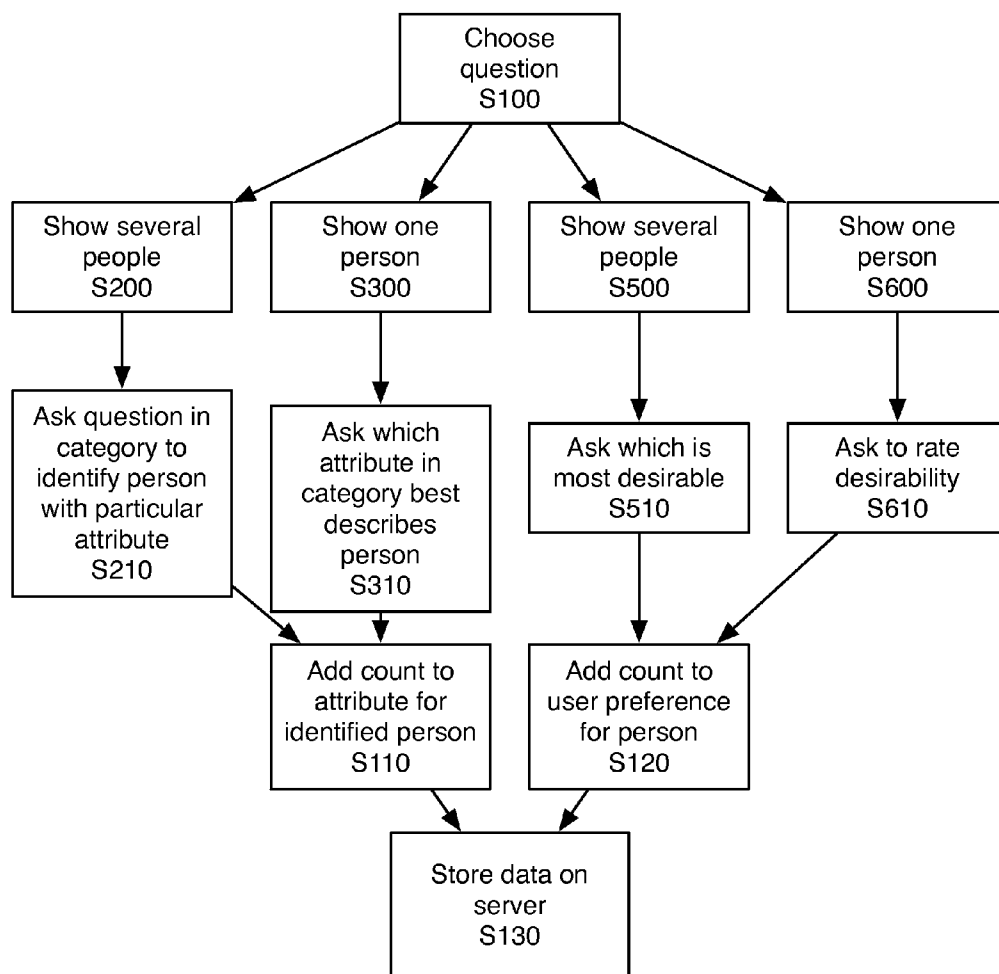 Choose
question
S100
Show several
people
S200
Show one
person
S300
Show several
people
S500
Show one
person
S600
Ask question in
category to
identify person
with particular
attribute
S210
Ask which
attribute in
category best
describes
person
S310
Ask which is
most desirable
S510
Ask to rate
desirability
S610
Add count to
attribute for
identified person
S110
Add count to
user preference
for person
S120
Store data on
server
S130